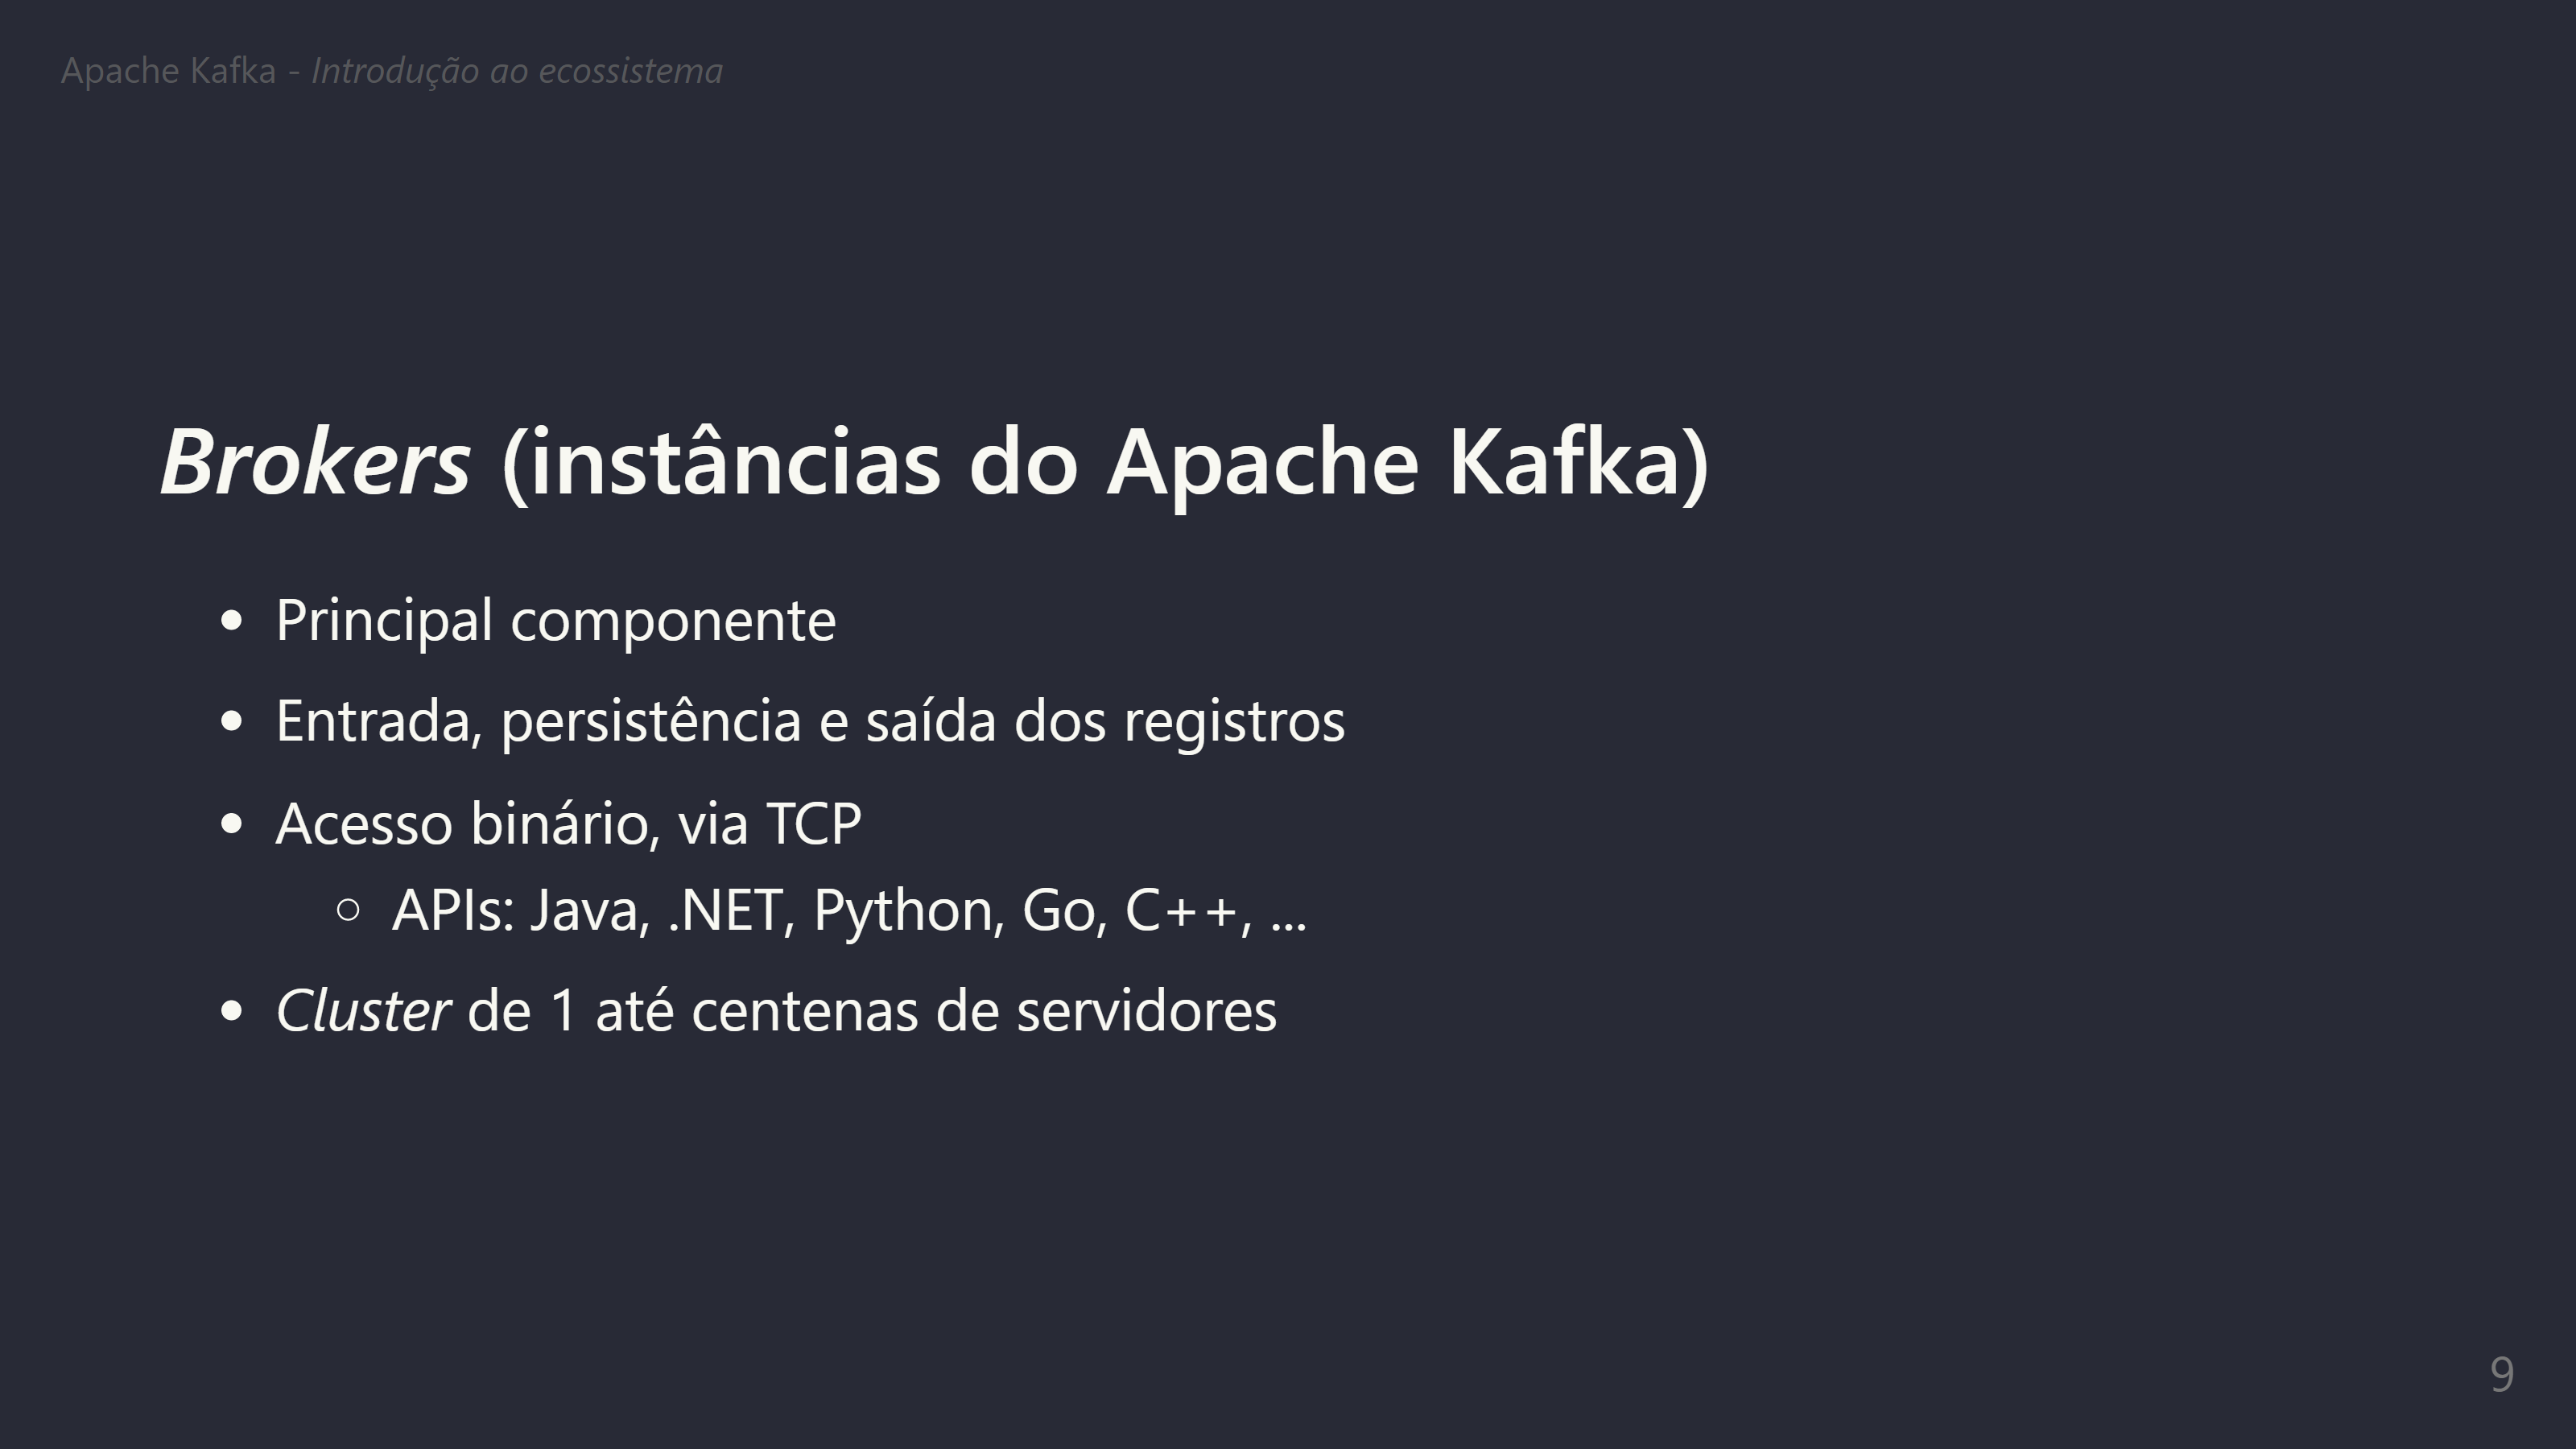 Apache Kafka - Introdução ao ecossistema
Brokers (instâncias do Apache Kafka)
• Principal componente
• Entrada, persistência e saída dos registros
• Acesso binário, via TCP
○ APIs: Java, .NET, Python, Go, C++, ...
• Cluster de 1 até centenas de servidores
9